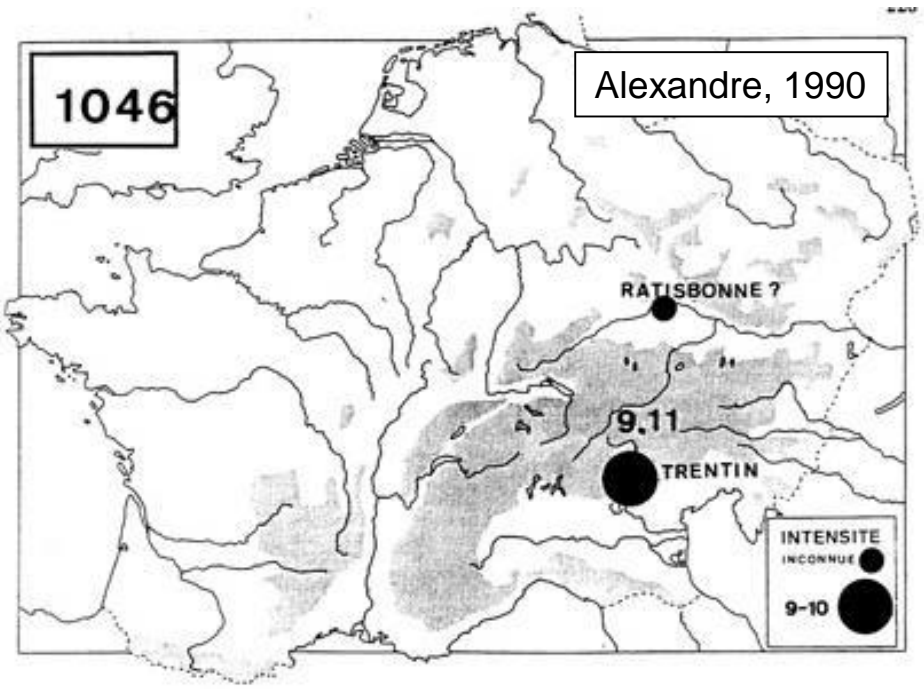 1046
Alexandre, 1990
RATISBONNE ?
9.11
TRENTIN
INTENSITE
INCONNUE
9-10